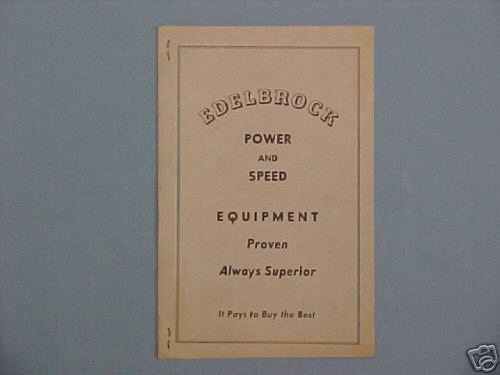 EDELBROCK
POWER
AND
SPEED
EQUIPMENT
Proven
Always Superior
It Pays to Buy the Best